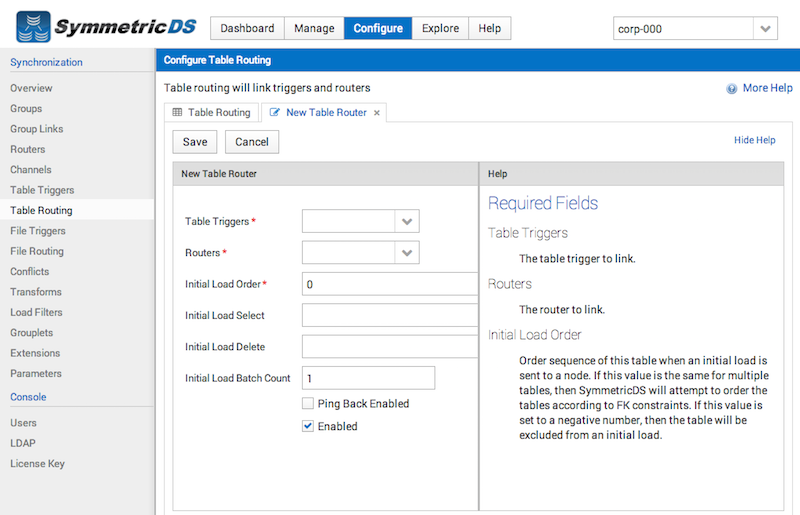 SymmetricDS
Dashboard Manage Configure Explore Help
corp-000
Synchronization
Overview
Groups
Group Links
Routers
Channels
Table Triggers
Table Routing
File Triggers
File Routing
Conflicts
Transforms
Load Filters
Grouplets
Extensions
Parameters
Console
Users
LDAP
License Key
Configure Table Routing
Table routing will link triggers and routers
More Help
Table Routing New Table Router ×
Save Cancel
Hide Help
New Table Router
Table Triggers *
Routers *
Initial Load Order* 0
Initial Load Select
Initial Load Delete
Initial Load Batch Count 1
Ping Back Enabled
Enabled
Help
Required Fields
Table Triggers
The table trigger to link.
Routers
The router to link.
Initial Load Order
Order sequence of this table when an initial load is
sent to a node. If this value is the same for multiple
tables, then SymmetricDS will attempt to order the
tables according to FK constraints. If this value is
set to a negative number, then the table will be
excluded from an initial load.